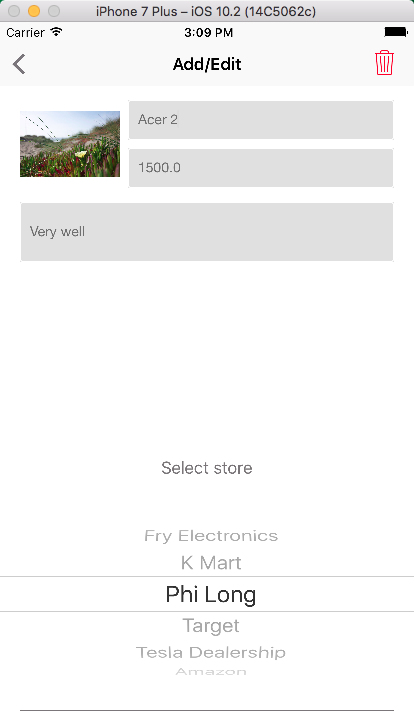 iPhone 7 Plus – iOS 10.2 (14C5062c)
Carrier 3:09 PM
Add/Edit
Acer 2
1500.0
Very well
Select store
Fry Electronics
K Mart
Phi Long
Target
Tesla Dealership
Amazon